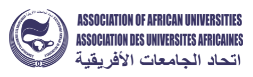 ASSOCIATION OF AFRICAN UNIVERSITIES
ASSOCIATION DES UNIVERSITES AFRICAINES
اتحاد الجامعات الأفريقية